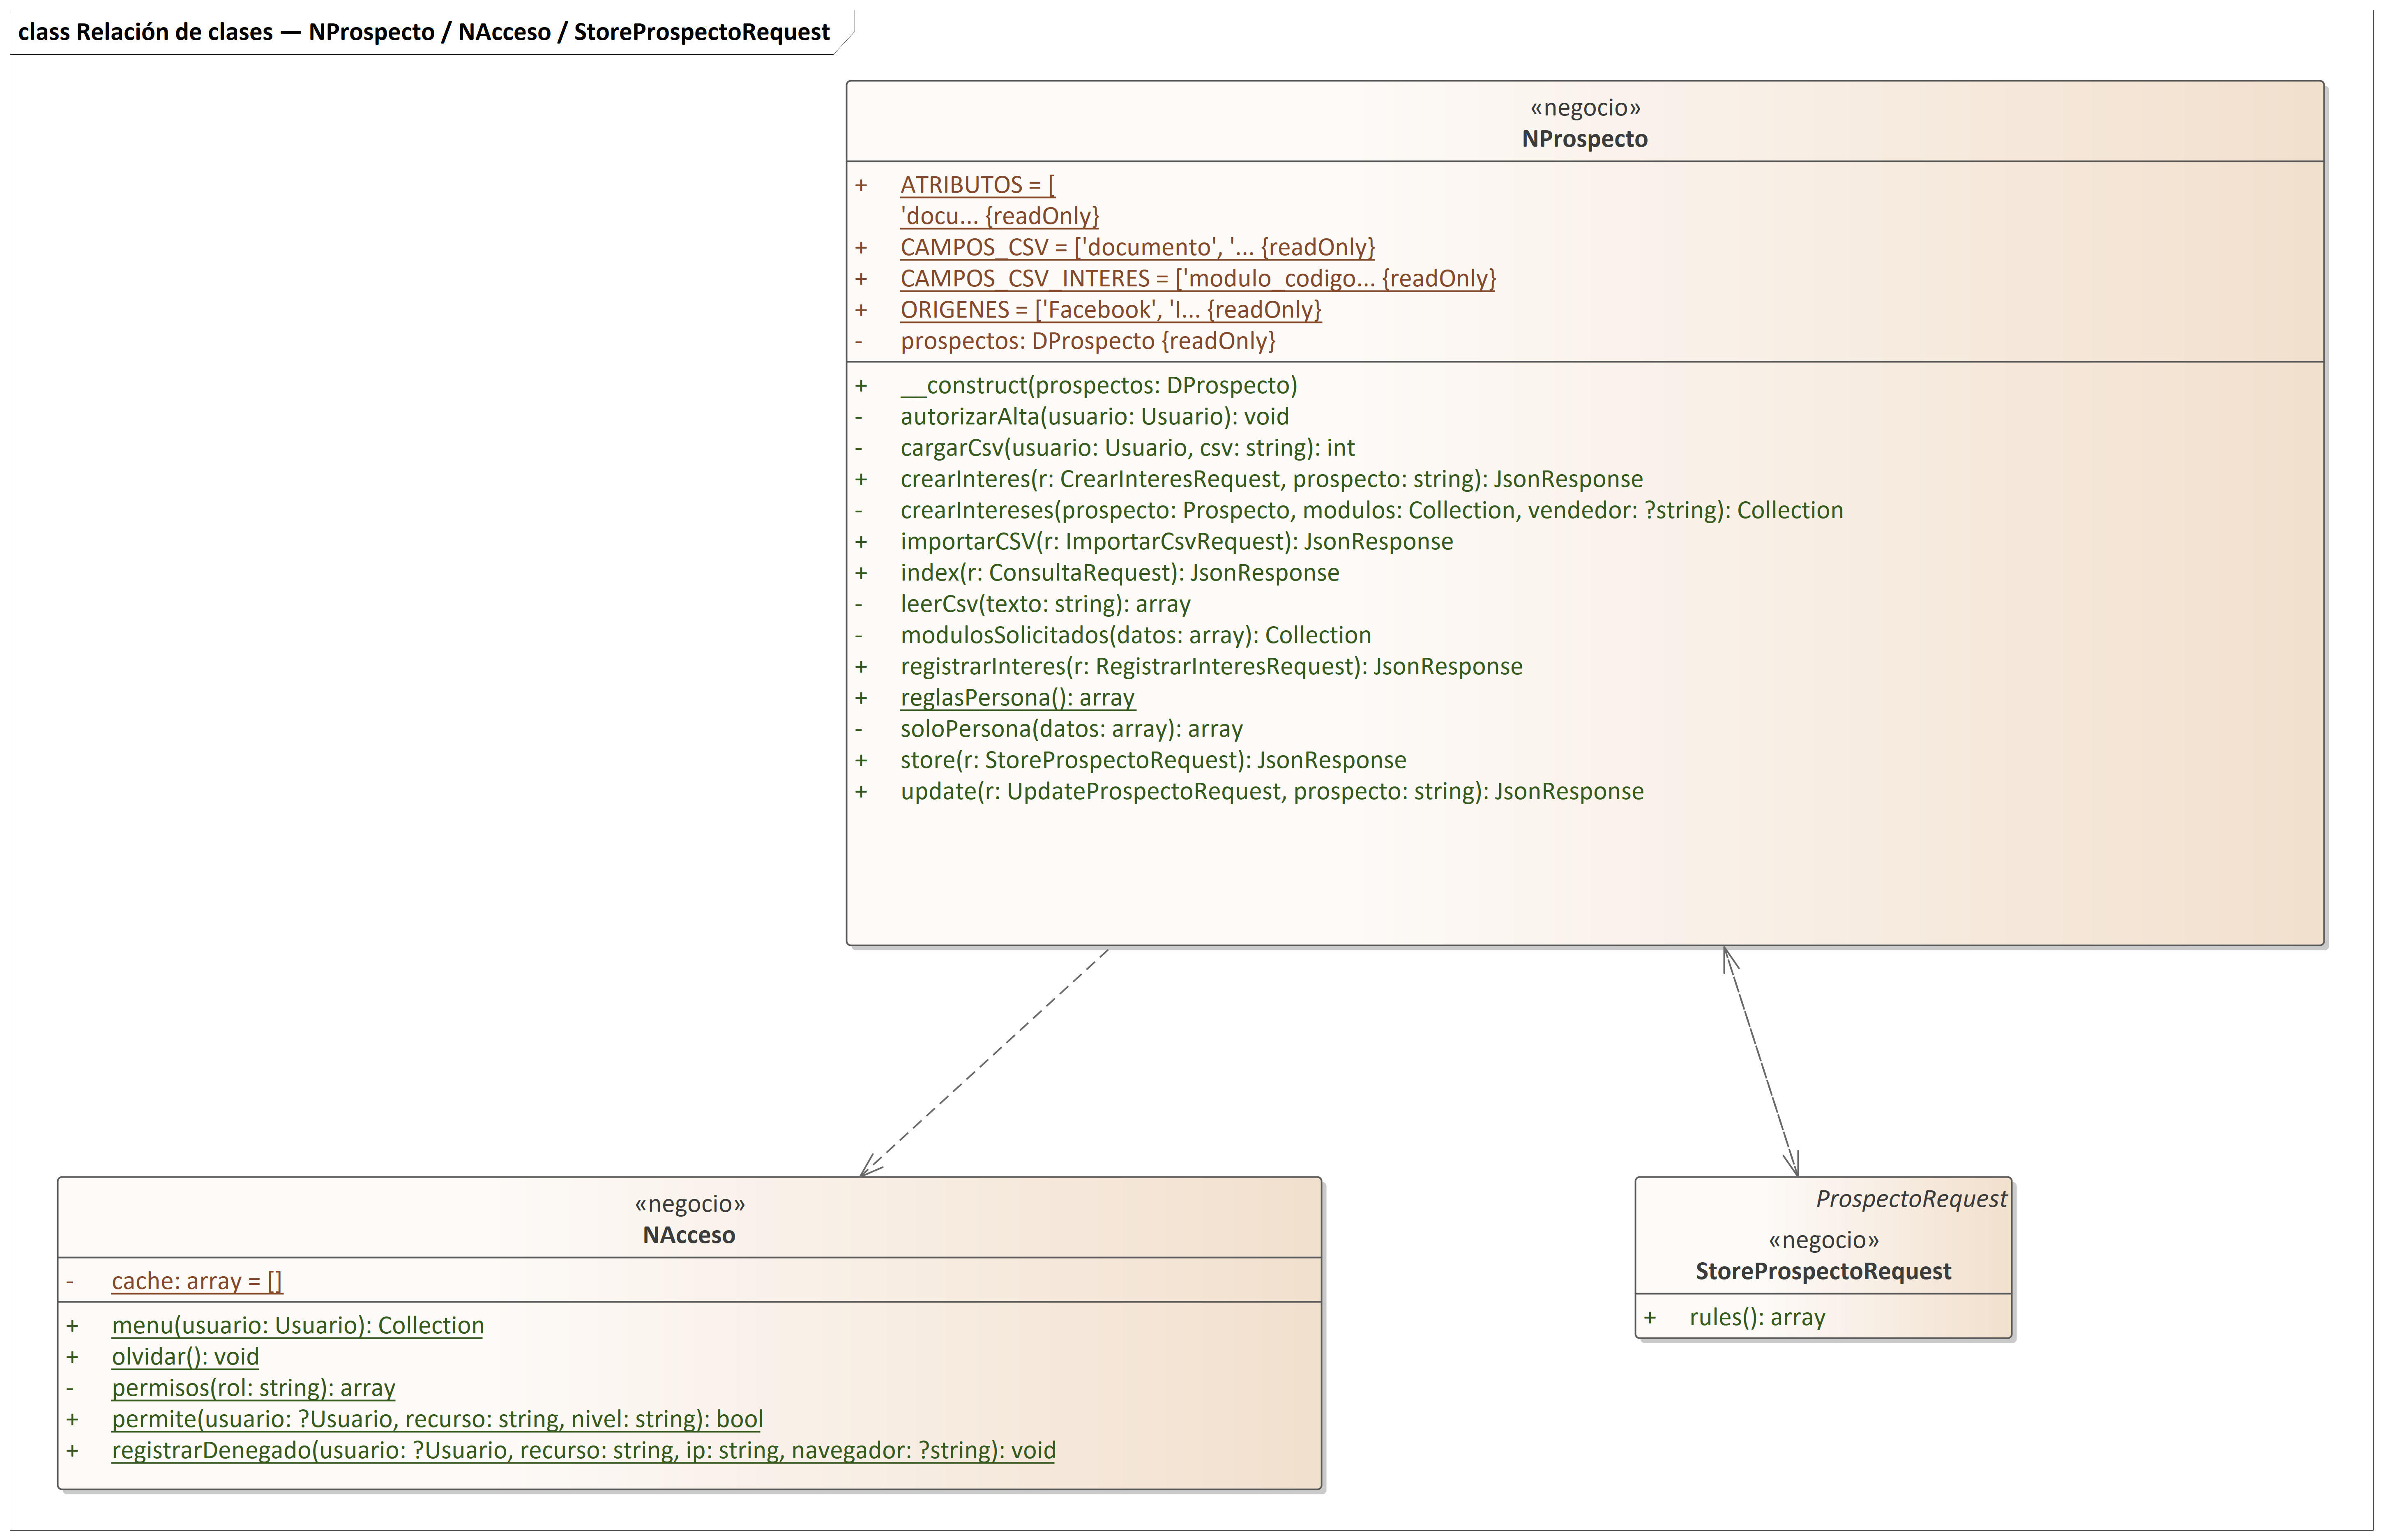 class Relación de clases — NProspecto / NAcceso / StoreProspectoRequest
«negocio»
NProspecto
+ ATRIBUTOS = [
'docu... {readOnly}
+ CAMPOS_CSV = ['documento', '... {readOnly}
+ CAMPOS_CSV_INTERES = ['modulo_codigo... {readOnly}
+ ORIGENES = ['Facebook', 'I... {readOnly}
- prospectos: DProspecto {readOnly}
+ __construct(prospectos: DProspecto)
- autorizarAlta(usuario: Usuario): void
- cargarCsv(usuario: Usuario, csv: string): int
+ crearInteres(r: CrearInteresRequest, prospecto: string): JsonResponse
- crearIntereses(prospecto: Prospecto, modulos: Collection, vendedor: ?string): Collection
+ importarCSV(r: ImportarCsvRequest): JsonResponse
+ index(r: ConsultaRequest): JsonResponse
- leerCsv(texto: string): array
- modulosSolicitados(datos: array): Collection
+ registrarInteres(r: RegistrarInteresRequest): JsonResponse
+ reglasPersona(): array
- soloPersona(datos: array): array
+ store(r: StoreProspectoRequest): JsonResponse
+ update(r: UpdateProspectoRequest, prospecto: string): JsonResponse
«negocio»
NAcceso
- cache: array = []
+ menu(usuario: Usuario): Collection
+ olvidar(): void
- permisos(rol: string): array
+ permite(usuario: ?Usuario, recurso: string, nivel: string): bool
+ registrarDenegado(usuario: ?Usuario, recurso: string, ip: string, navegador: ?string): void
ProspectoRequest
«negocio»
StoreProspectoRequest
+ rules(): array